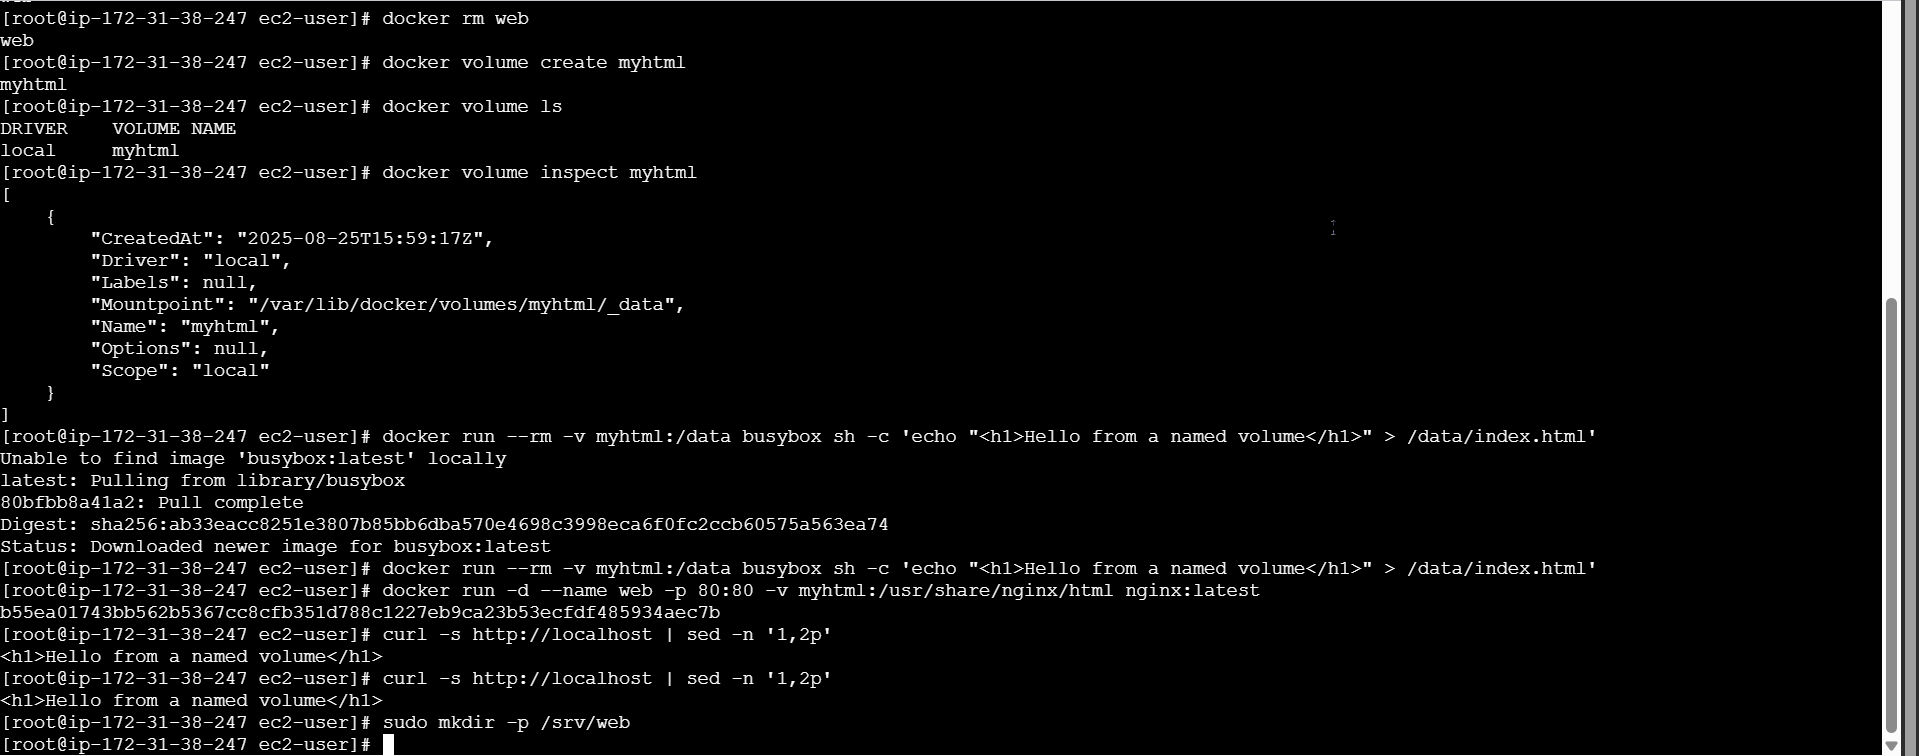 [root@ip-172-31-38-247 ec2-user]# docker rm web
web
[root@ip-172-31-38-247 ec2-user]# docker volume create myhtml
myhtml
[root@ip-172-31-38-247 ec2-user]# docker volume ls
DRIVER    VOLUME NAME
local     myhtml
[root@ip-172-31-38-247 ec2-user]# docker volume inspect myhtml
[
    {
        "CreatedAt": "2025-08-25T15:59:17Z",
        "Driver": "local",
        "Labels": null,
        "Mountpoint": "/var/lib/docker/volumes/myhtml/_data",
        "Name": "myhtml",
        "Options": null,
        "Scope": "local"
    }
]
[root@ip-172-31-38-247 ec2-user]# docker run --rm -v myhtml:/data busybox sh -c 'echo "<h1>Hello from a named volume</h1>" > /data/index.html'
Unable to find image 'busybox:latest' locally
latest: Pulling from library/busybox
80bfbb8a41a2: Pull complete
Digest: sha256:ab33eacc8251e3807b85bb6dba570e4698c3998eca6f0fc2ccb60575a563ea74
Status: Downloaded newer image for busybox:latest
[root@ip-172-31-38-247 ec2-user]# docker run --rm -v myhtml:/data busybox sh -c 'echo "<h1>Hello from a named volume</h1>" > /data/index.html'
[root@ip-172-31-38-247 ec2-user]# docker run -d --name web -p 80:80 -v myhtml:/usr/share/nginx/html nginx:latest
b55ea01743bb562b5367cc8cfb351d788c1227eb9ca23b53ecfdf485934aec7b
[root@ip-172-31-38-247 ec2-user]# curl -s http://localhost | sed -n '1,2p'
<h1>Hello from a named volume</h1>
[root@ip-172-31-38-247 ec2-user]# curl -s http://localhost | sed -n '1,2p'
<h1>Hello from a named volume</h1>
[root@ip-172-31-38-247 ec2-user]# sudo mkdir -p /srv/web
[root@ip-172-31-38-247 ec2-user]#